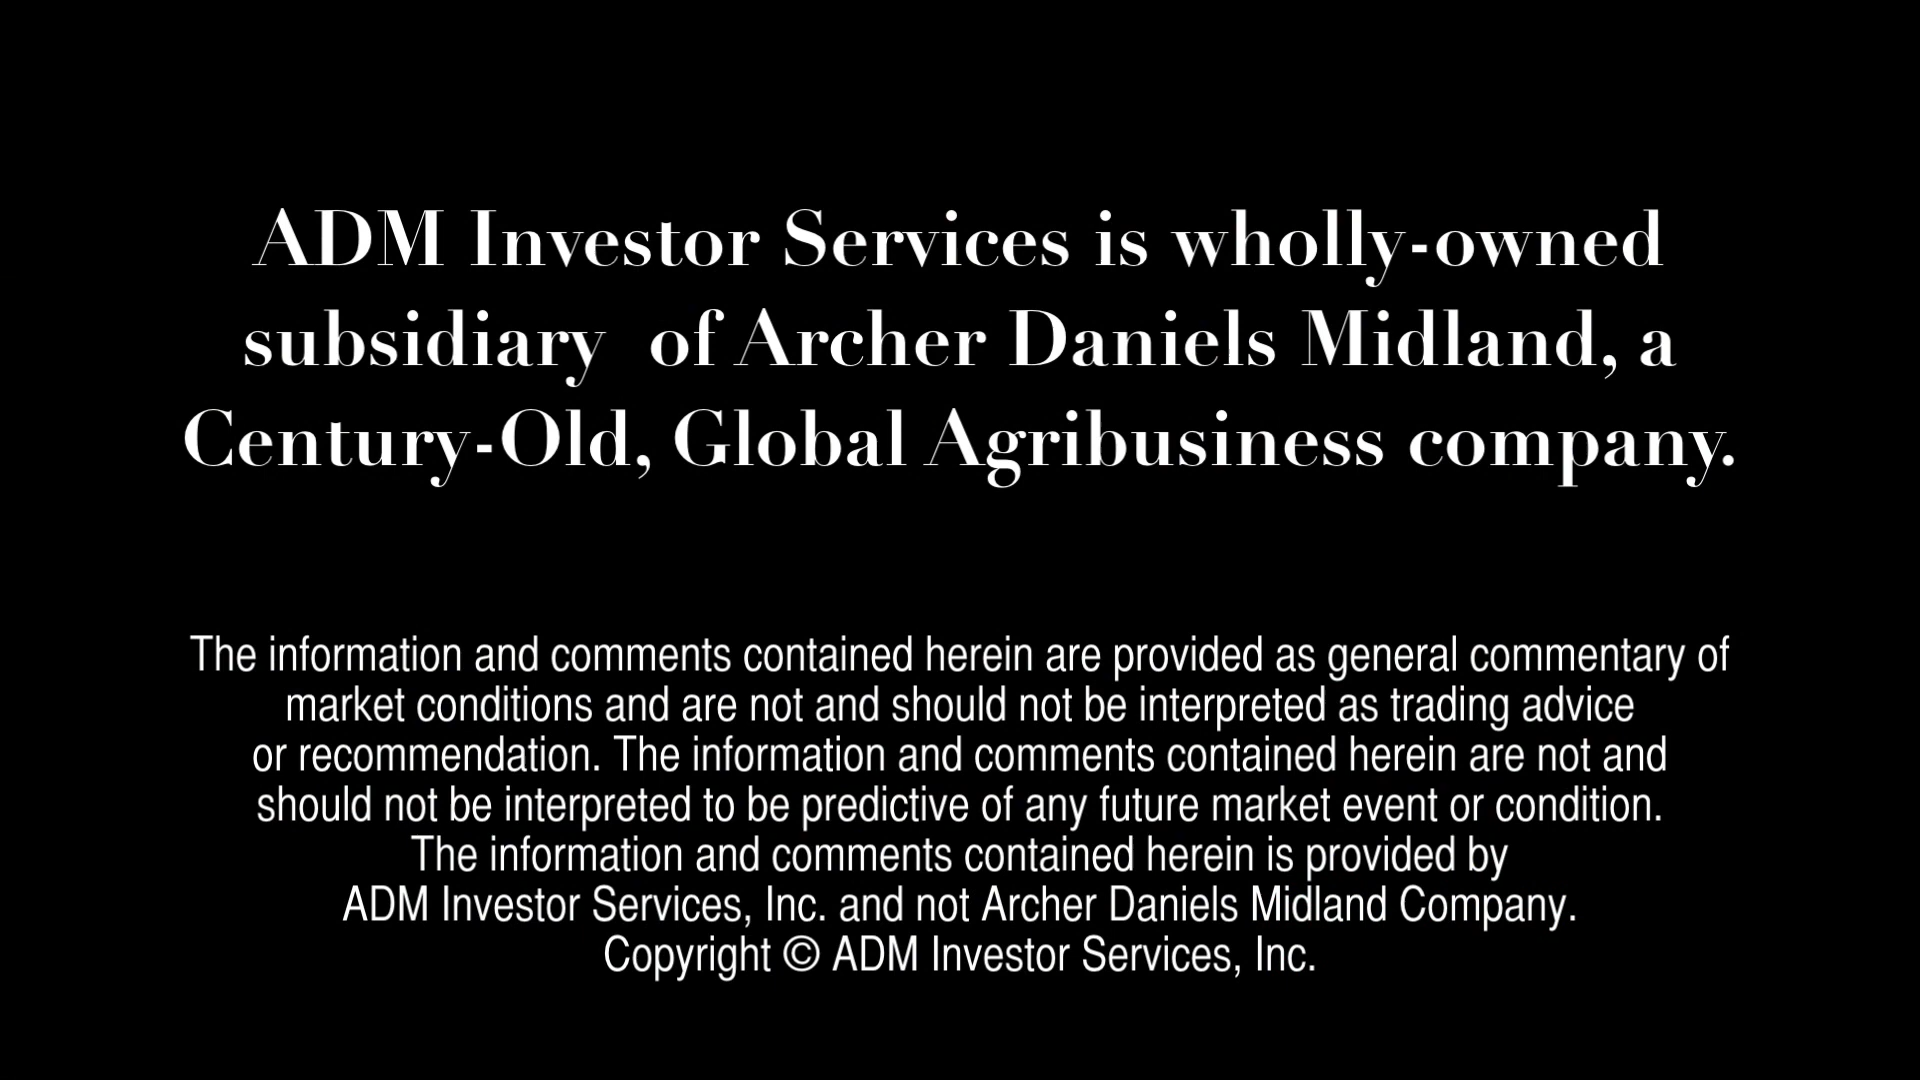 ADM Investor Services is wholly-owned
subsidiary  of Archer Daniels Midland, a
Century-Old, Global Agribusiness company.
The information and comments contained herein are provided as general commentary of
market conditions and are not and should not be interpreted as trading advice
or recommendation. The information and comments contained herein are not and
should not be interpreted to be predictive of any future market event or condition.
The information and comments contained herein is provided by
ADM Investor Services, Inc. and not Archer Daniels Midland Company.
Copyright © ADM Investor Services, Inc.